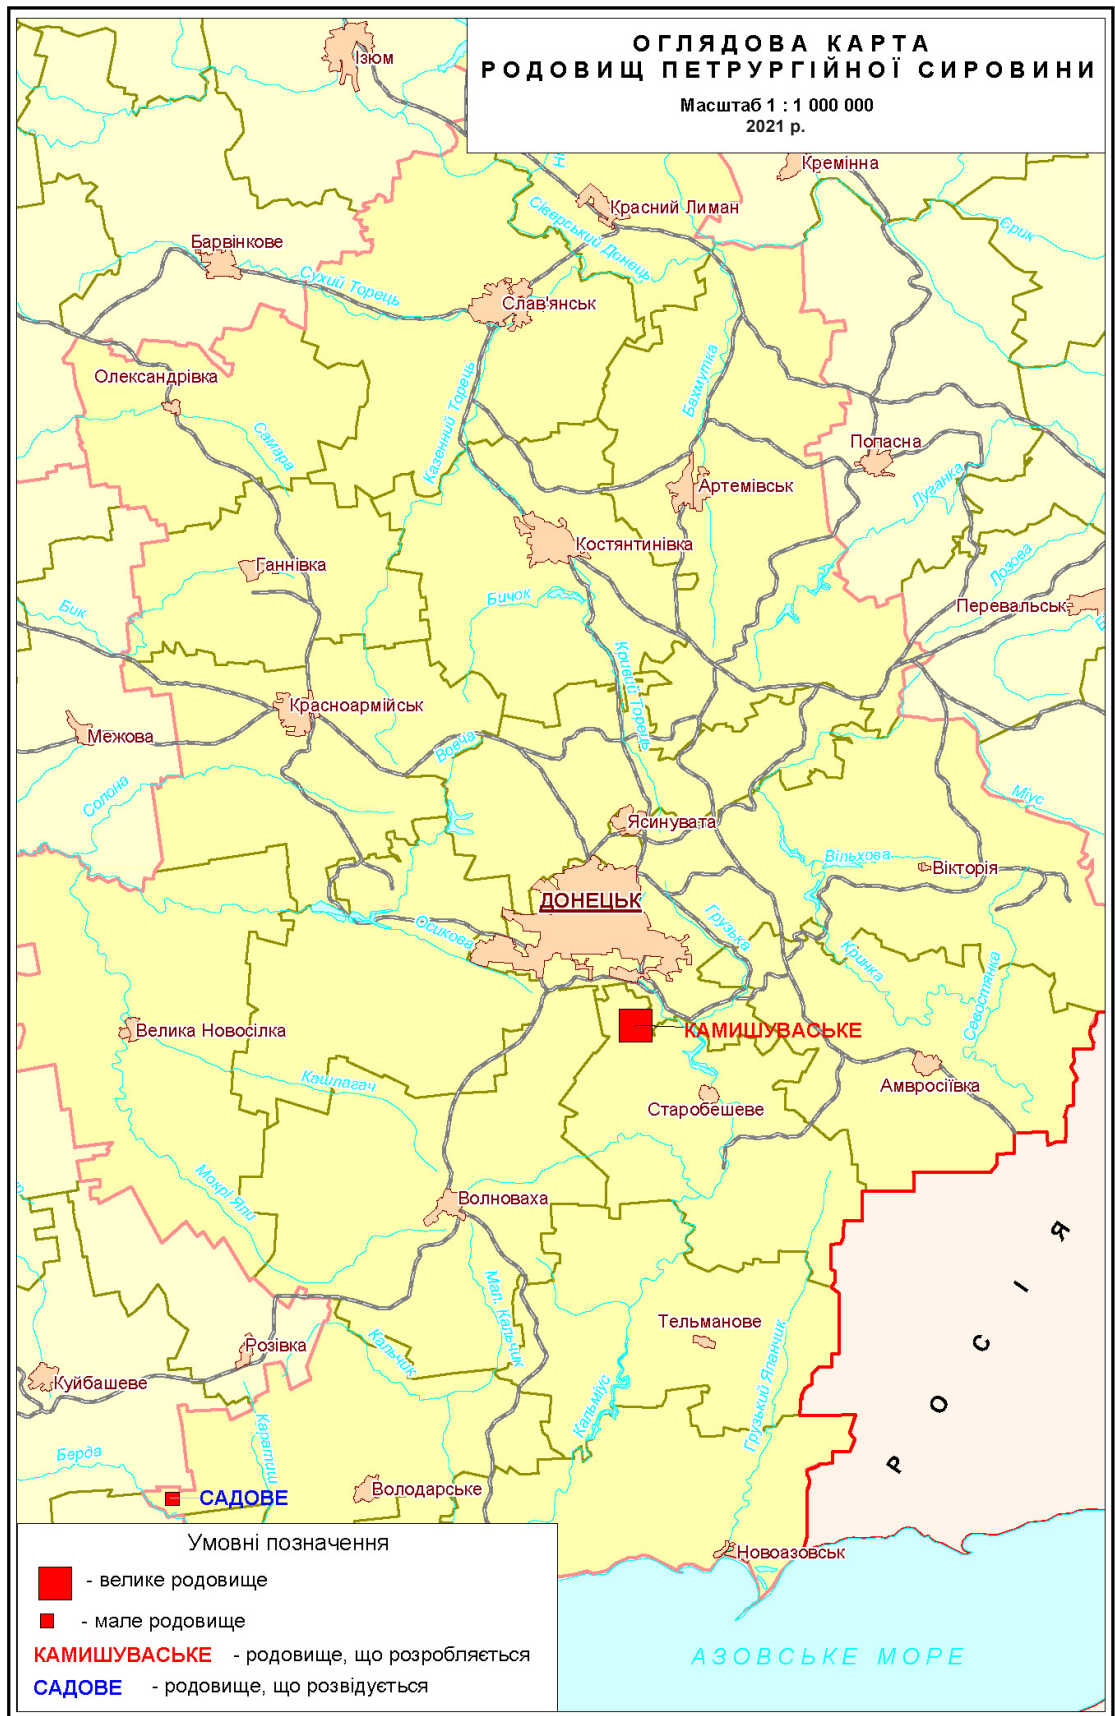 ОГЛЯДОВА КАРТА
РОДОВИЩ ПЕТРУРГІЙНОЇ СИРОВИНИ
Масштаб 1 : 1 000 000
2021 р.
Ізюм
Кремінна
Красний Лиман
Сіверський Донець
Єрик
Барвінкове
Сухий Торець
Слав'янськ
Олександрівка
Самара
Казенний Торець
Бахмутка
Попасна
Луганка
Артемівськ
Костянтинівка
Ганнівка
Лозова
Бик
Бичок
Перевальськ
Кривий Торець
Красноармійськ
Межова
Вовча
Солона
Міус
Ясинувата
Вільхова
Вікторія
ДОНЕЦЬК
Осикова
Грузька
Кринка
Севостянка
Велика Новосілка
КАМИШУВАСЬКЕ
Кашлагач
Амвросіївка
Старобешеве
Мокрі Яли
Волноваха
РОСІЯ
Мал. Кальчик
Тельманове
Розівка
Кальчик
Грузький Яланчик
Куйбашеве
Кальміус
Каратиш
Берда
САДОВЕ
Володарське
Новоазовськ
АЗОВСЬКЕ МОРЕ
Умовні позначення
- велике родовище
- мале родовище
КАМИШУВАСЬКЕ - родовище, що розробляється
САДОВЕ - родовище, що розвідується